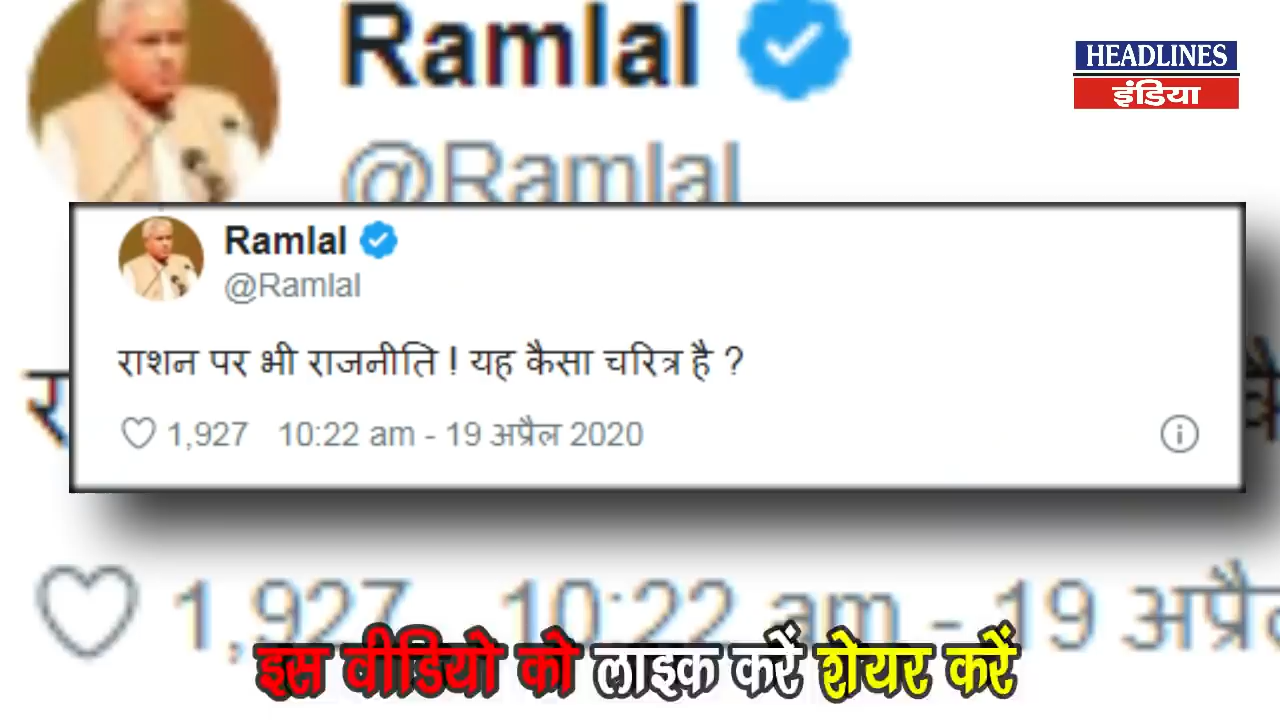 Ramlal
@Ramlal
HEADLINES
इंडिया
Ramlal
@Ramlal
राशन पर भी राजनीति ! यह कैसा चरित्र है ?
1,927 10:22 am - 19 अप्रैल 2020
1,927 10:22 am - 19
इस वीडियो को लाइक करें शेयर करें